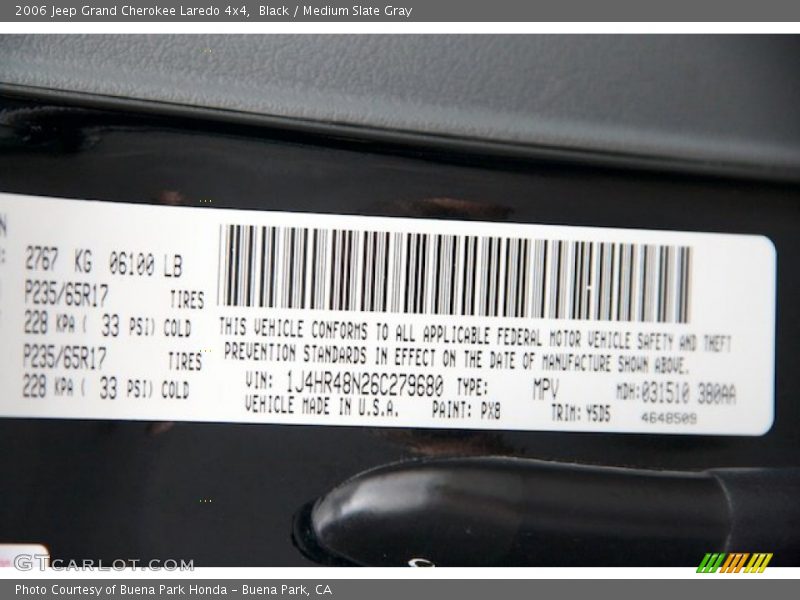 2006 Jeep Grand Cherokee Laredo 4x4, Black / Medium Slate Gray
2767 KG 06100 LB
P235/65R17 TIRES
228 KPA ( 33 PSI) COLD
P235/65R17 TIRES
228 KPA ( 33 PSI) COLD
THIS VEHICLE CONFORMS TO ALL APPLICABLE FEDERAL MOTOR VEHICLE SAFETY AND THEFT
PREVENTION STANDARDS IN EFFECT ON THE DATE OF MANUFACTURE SHOWN ABOVE.
VIN: 1J4HR48N26C279680 TYPE: MPV MDH:031510 380AA
VEHICLE MADE IN U.S.A. PAINT: PX8 TRIM: Y5D5 4648509
GTCARLOT.COM
Photo Courtesy of Buena Park Honda - Buena Park, CA